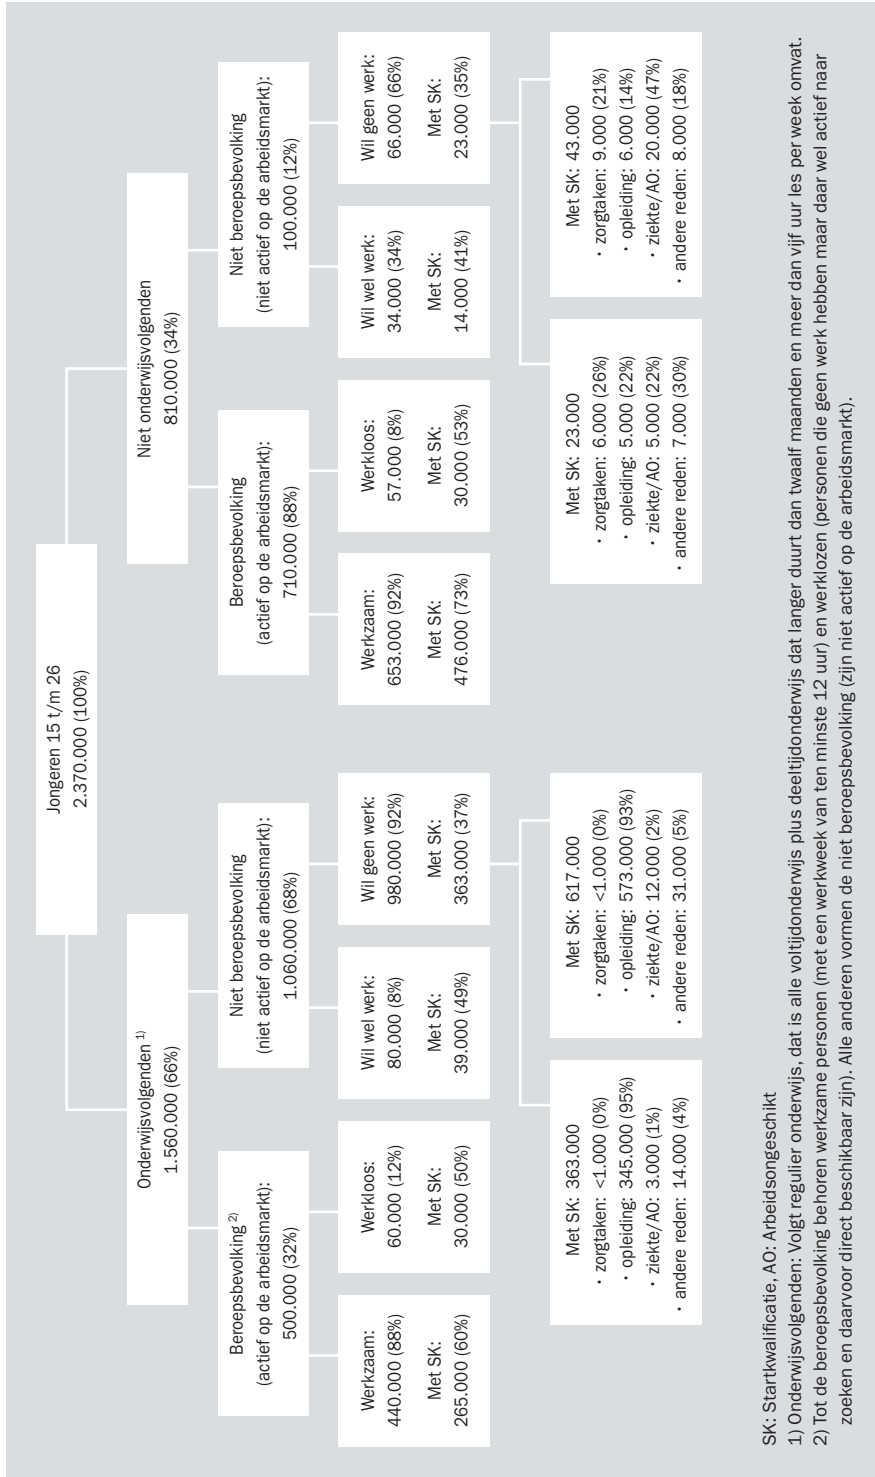 Jongeren 15 t/m 26
2.370.000 (100%)
Onderwijsvolgenden 1)
1.560.000 (66%)
Niet onderwijsvolgenden
810.000 (34%)
Beroepsbevolking 2)
(actief op de arbeidsmarkt):
500.000 (32%)
Niet beroepsbevolking
(niet actief op de arbeidsmarkt):
1.060.000 (68%)
Beroepsbevolking
(actief op de arbeidsmarkt):
710.000 (88%)
Niet beroepsbevolking
(niet actief op de arbeidsmarkt):
100.000 (12%)
Werkzaam:
440.000 (88%)
Met SK:
265.000 (60%)
Werkloos:
60.000 (12%)
Met SK:
30.000 (50%)
Wil wel werk:
80.000 (8%)
Met SK:
39.000 (49%)
Wil geen werk:
980.000 (92%)
Met SK:
363.000 (37%)
Werkzaam:
653.000 (92%)
Met SK:
476.000 (73%)
Werkloos:
57.000 (8%)
Met SK:
30.000 (53%)
Wil wel werk:
34.000 (34%)
Met SK:
14.000 (41%)
Wil geen werk:
66.000 (66%)
Met SK:
23.000 (35%)
Met SK: 363.000
· zorgtaken: <1.000 (0%)
· opleiding: 345.000 (95%)
· ziekte/AO: 3.000 (1%)
· andere reden: 14.000 (4%)
Met SK: 617.000
· zorgtaken: <1.000 (0%)
· opleiding: 573.000 (93%)
· ziekte/AO: 12.000 (2%)
· andere reden: 31.000 (5%)
Met SK: 23.000
· zorgtaken: 6.000 (26%)
· opleiding: 5.000 (22%)
· ziekte/AO: 5.000 (22%)
· andere reden: 7.000 (30%)
Met SK: 43.000
· zorgtaken: 9.000 (21%)
· opleiding: 6.000 (14%)
· ziekte/AO: 20.000 (47%)
· andere reden: 8.000 (18%)
SK: Startkwalificatie, AO: Arbeidsongeschikt
1) Onderwijsvolgenden: Volgt regulier onderwijs, dat is alle voltijdonderwijs plus deeltijdonderwijs dat langer duurt dan twaalf maanden en meer dan vijf uur les per week omvat.
2) Tot de beroepsbevolking behoren werkzame personen (met een werkweek van ten minste 12 uur) en werklozen (personen die geen werk hebben maar daar wel actief naar
zoeken en daarvoor direct beschikbaar zijn). Alle anderen vormen de niet beroepsbevolking (zijn niet actief op de arbeidsmarkt).